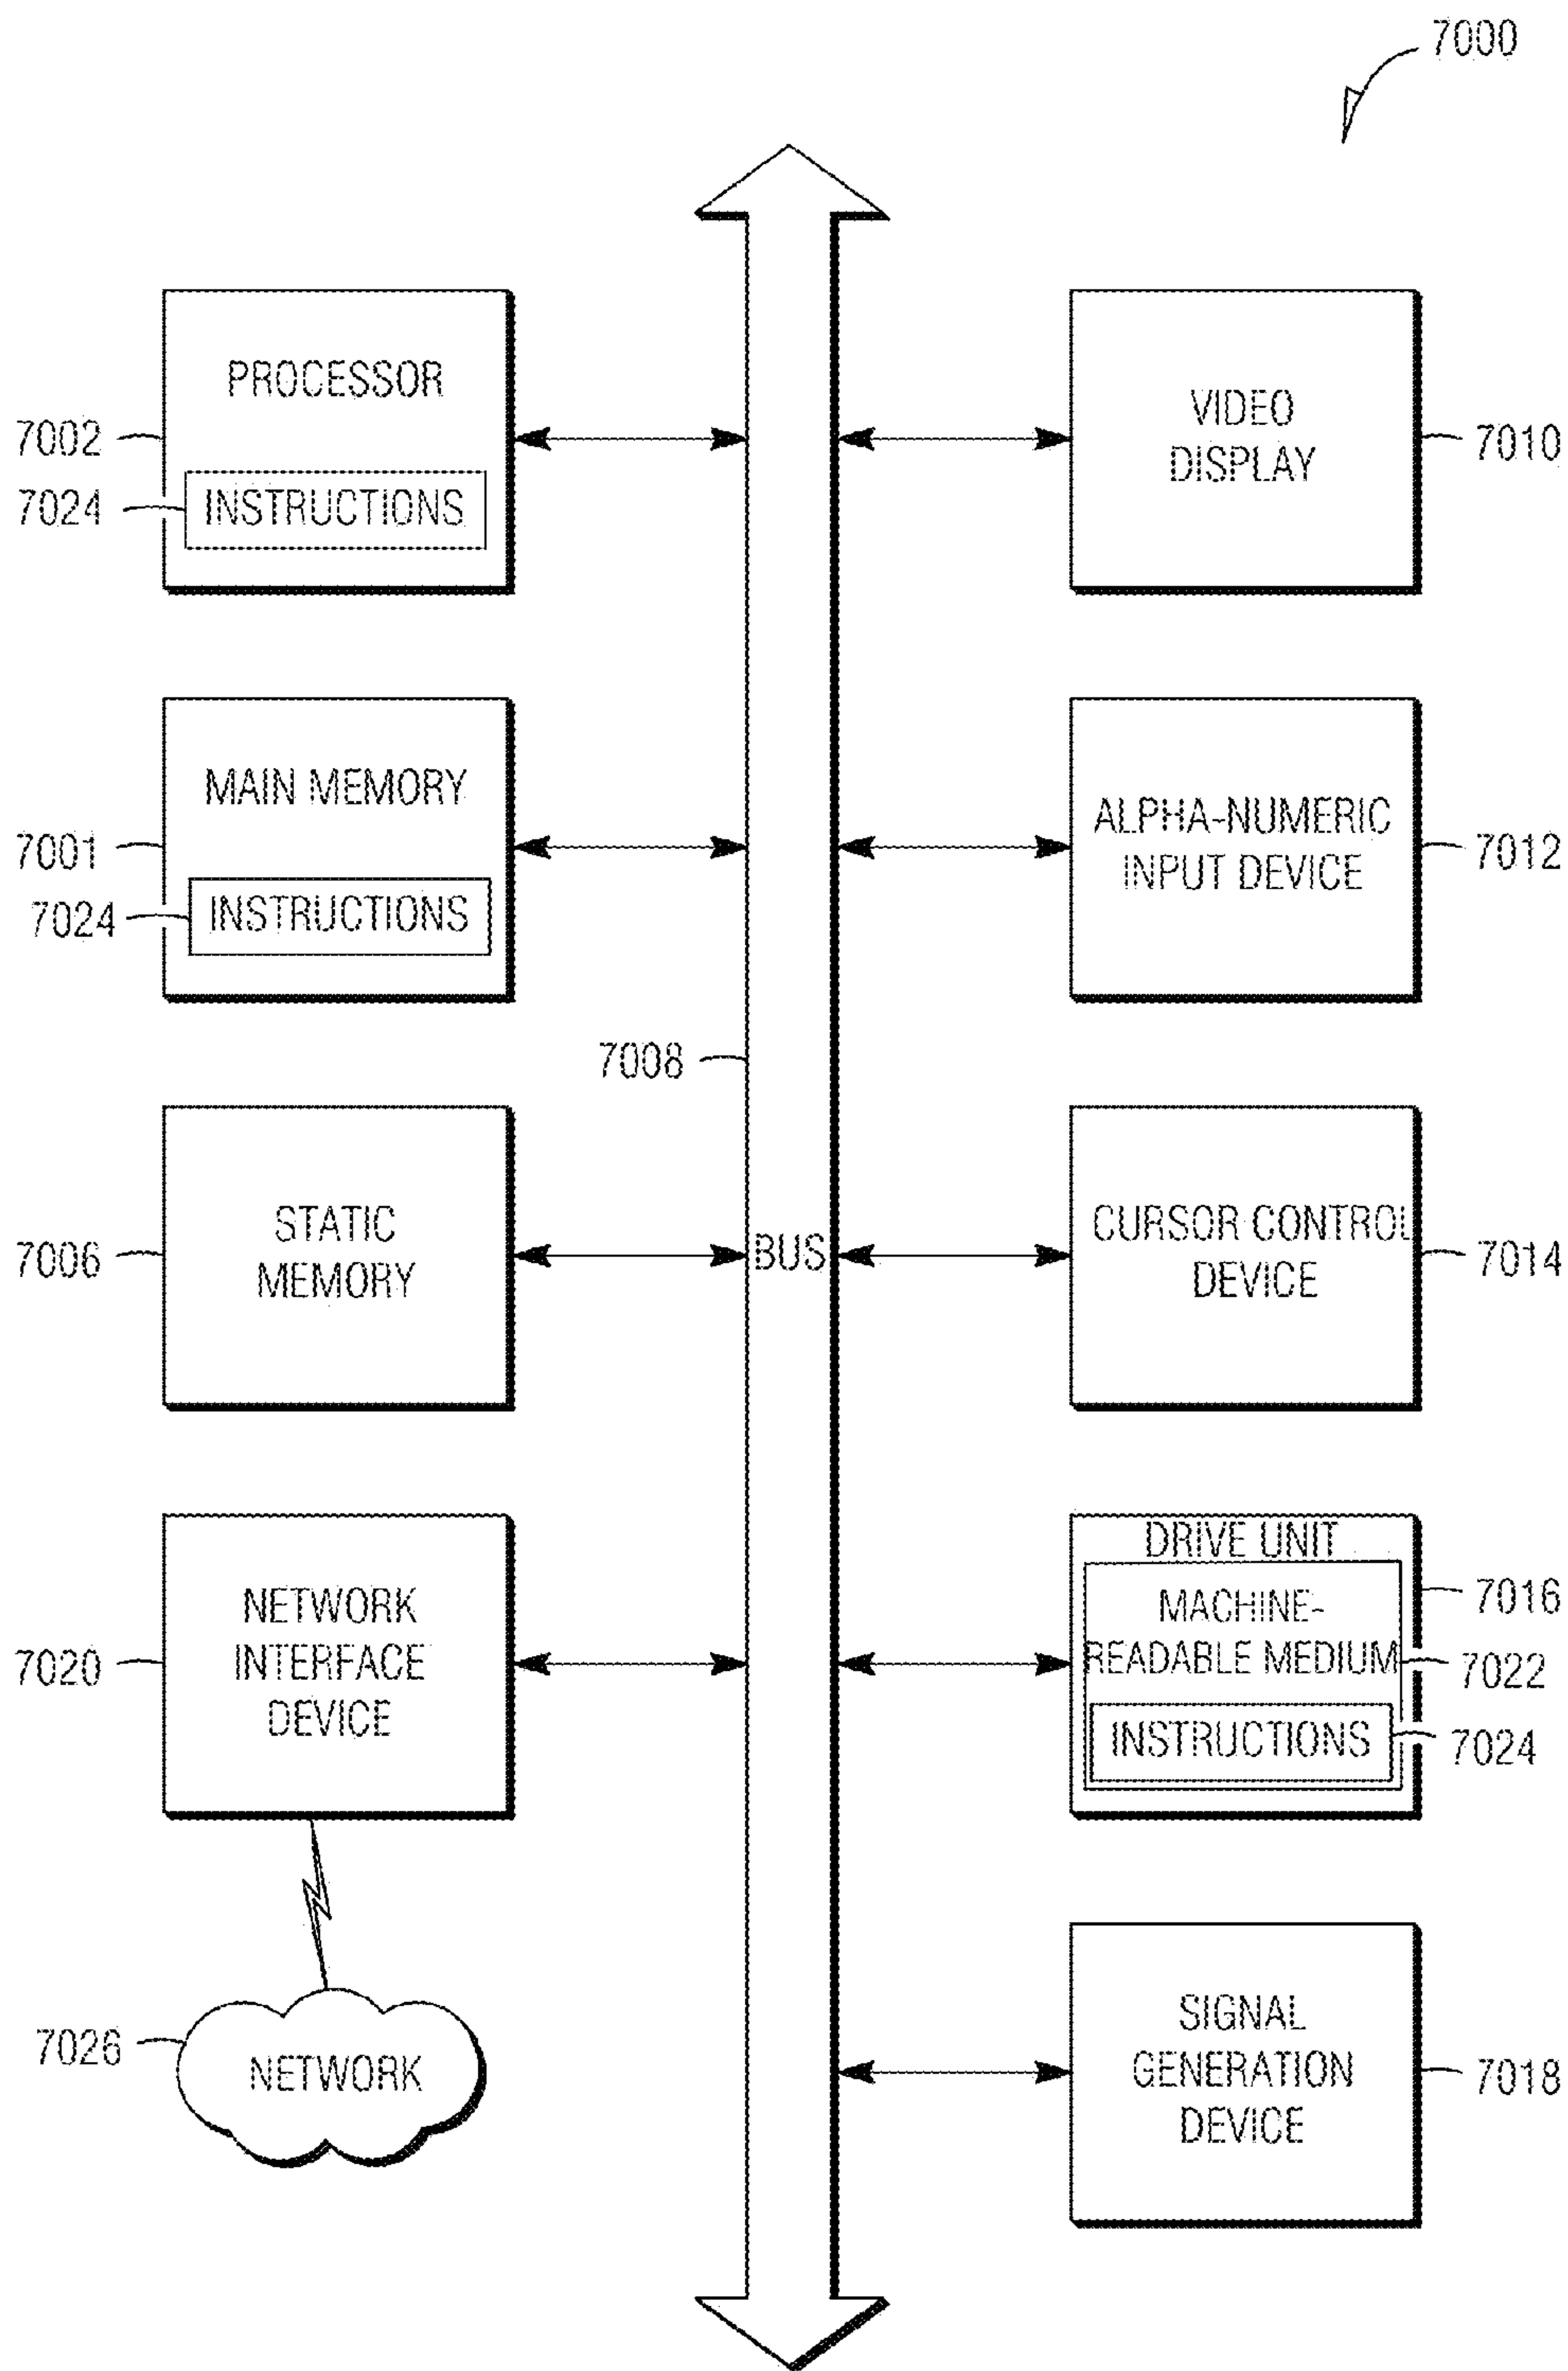 7000
PROCESSOR
7002
7024
INSTRUCTIONS
VIDEO
DISPLAY
7010
MAIN MEMORY
7001
7024
INSTRUCTIONS
ALPHA-NUMERIC
INPUT DEVICE
7012
7008
BUS
STATIC
MEMORY
7006
CURSOR CONTROL
DEVICE
7014
NETWORK
INTERFACE
DEVICE
7020
DRIVE UNIT
7016
MACHINE-
READABLE MEDIUM
7022
INSTRUCTIONS
7024
7026
NETWORK
SIGNAL
GENERATION
DEVICE
7018